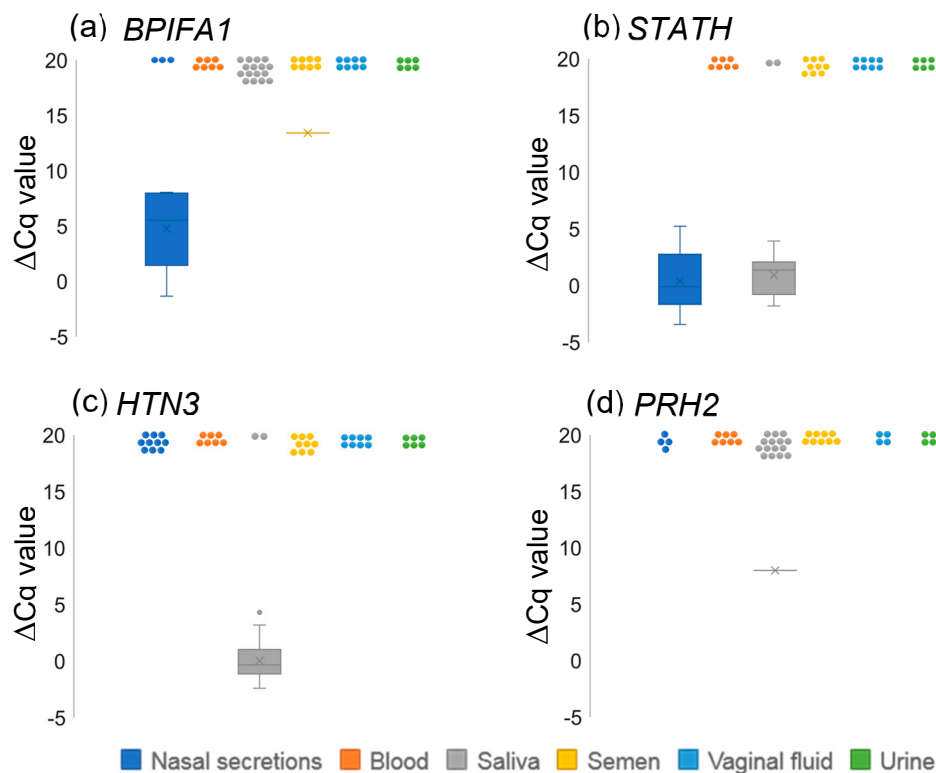 (a) BPIFA1
20
15
10
5
0
-5
ΔCq value
(b) STATH
20
15
10
5
0
-5
ΔCq value
(c) HTN3
20
15
10
5
0
-5
ΔCq value
(d) PRH2
20
15
10
5
0
-5
ΔCq value
Nasal secretions Blood Saliva Semen Vaginal fluid Urine